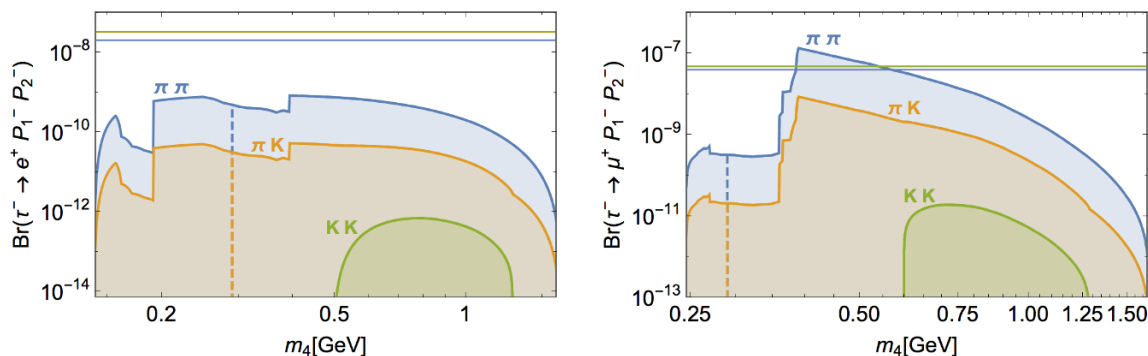 Br(τ⁻ → e⁺ P₁⁻ P₂⁻)
10⁻⁸
10⁻¹⁰
10⁻¹²
10⁻¹⁴
π π
π K
K K
0.2 0.5 1
m₄[GeV]
Br(τ⁻ → μ⁺ P₁⁻ P₂⁻)
10⁻⁷
10⁻⁹
10⁻¹¹
10⁻¹³
π π
π K
K K
0.25 0.50 0.75 1.00 1.25 1.50
m₄[GeV]